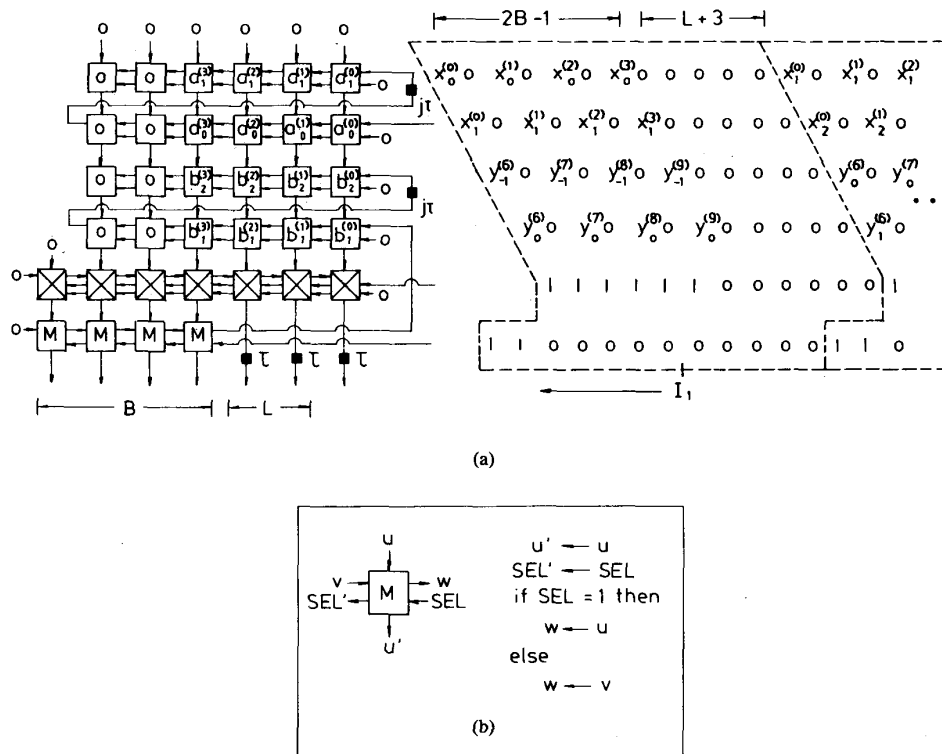 2B-1 L+3
o o o o o o
o o a₁⁽³⁾ a₁⁽²⁾ a₁⁽¹⁾ a₁⁽⁰⁾ o
jτ
o o a₀⁽³⁾ a₀⁽²⁾ a₀⁽¹⁾ a₀⁽⁰⁾ o
o o b₂⁽³⁾ b₂⁽²⁾ b₂⁽¹⁾ b₂⁽⁰⁾ o
jτ
o o b₁⁽³⁾ b₁⁽²⁾ b₁⁽¹⁾ b₁⁽⁰⁾ o
o
o o
o M M M M
τ τ τ
B L
x₀⁽⁰⁾ o x₀⁽¹⁾ o x₀⁽²⁾ o x₀⁽³⁾ o o o o o x₁⁽⁰⁾ o x₁⁽¹⁾ o x₁⁽²⁾
x₁⁽⁰⁾ o x₁⁽¹⁾ o x₁⁽²⁾ o x₁⁽³⁾ o o o o o x₂⁽⁰⁾ o x₂⁽¹⁾ o
y₋₁⁽⁶⁾ o y₋₁⁽⁷⁾ o y₋₁⁽⁸⁾ o y₋₁⁽⁹⁾ o o o o o y₀⁽⁶⁾ o y₀⁽⁷⁾
y₀⁽⁶⁾ o y₀⁽⁷⁾ o y₀⁽⁸⁾ o y₀⁽⁹⁾ o o o o o y₁⁽⁶⁾ o
. .
1 1 1 1 1 1 o o o o o o 1
1 1 o o o o o o o o o o 1 1 o
I₁
(a)
u
v M w
SEL' SEL
u'
u' ← u
SEL' ← SEL
if SEL = 1 then
w ← u
else
w ← v
(b)